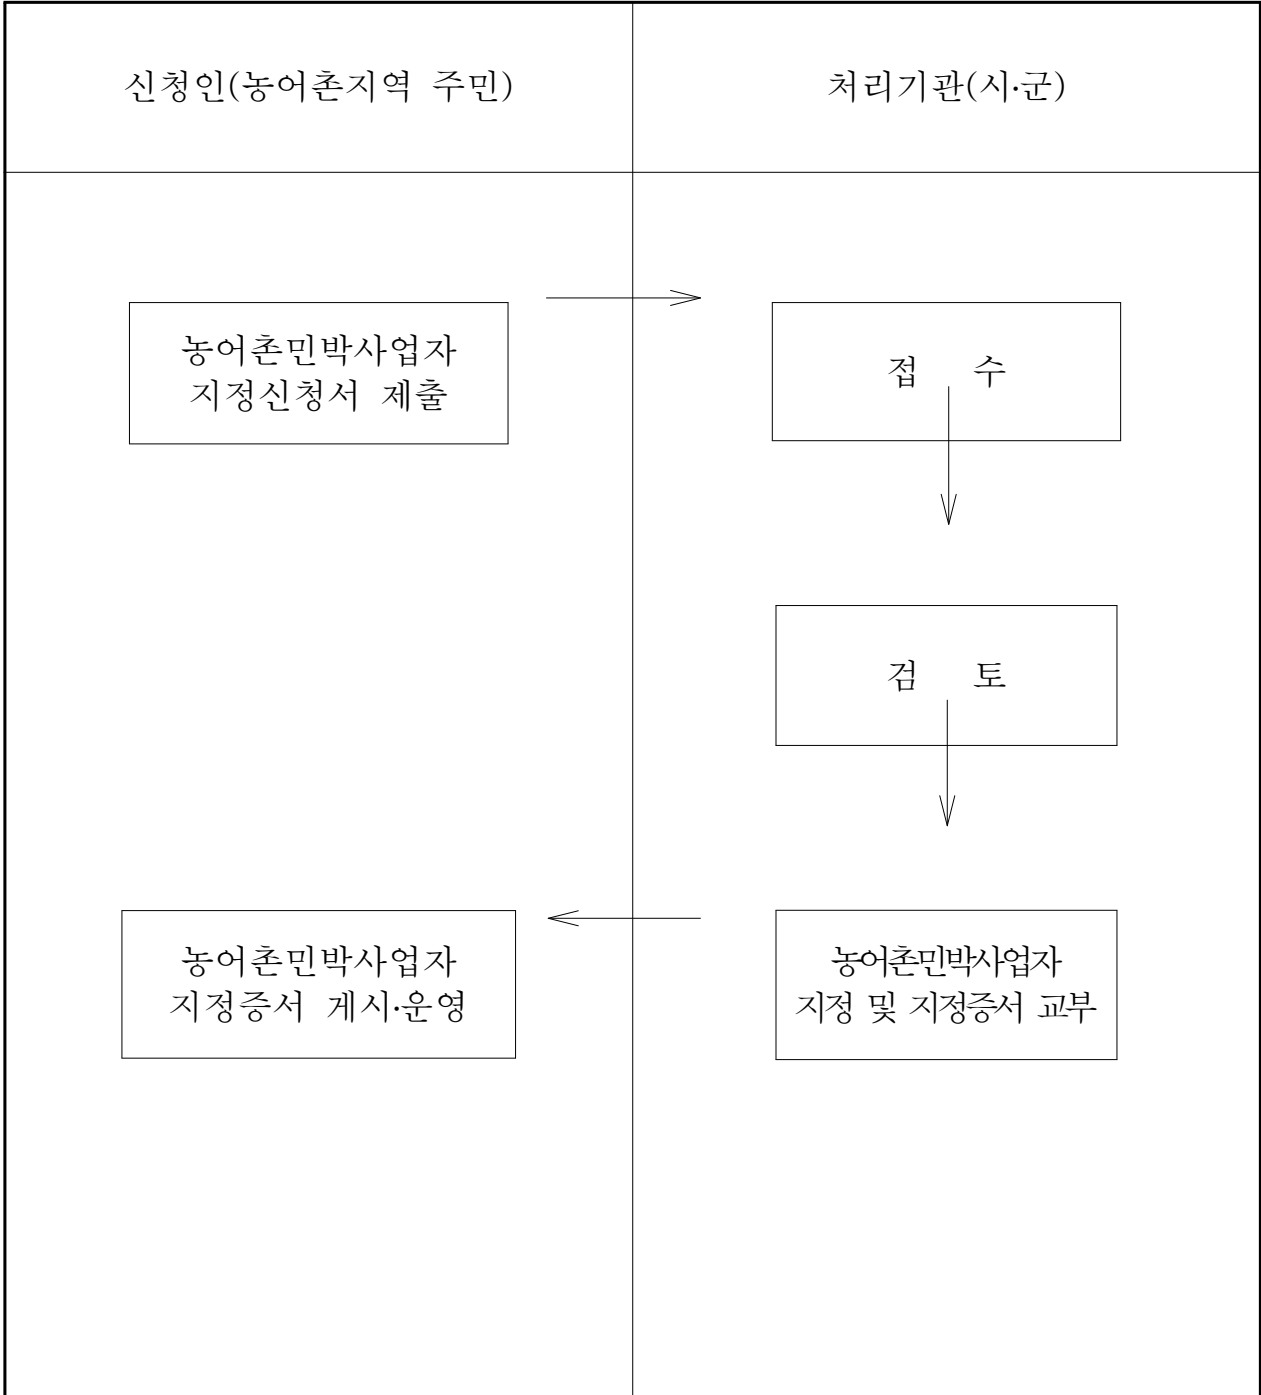 신청인(농어촌지역 주민)
처리기관(시·군)
농어촌민박사업자
지정신청서 제출
접 수
검 토
농어촌민박사업자
지정 및 지정증서 교부
농어촌민박사업자
지정증서 게시·운영